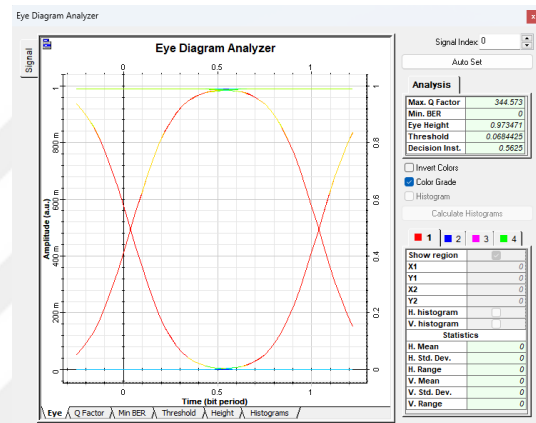 Eye Diagram Analyzer
x
Signal
Eye Diagram Analyzer
0 0.5 1
1
800 m
600 m
400 m
200 m
0
Amplitude (a.u.)
1
0.8
0.6
0.4
0.2
0
0 0.5 1
Time (bit period)
Eye Q Factor Min BER Threshold Height Histograms
Signal Index 0
Auto Set
Analysis
Max. Q Factor 344.573
Min. BER 0
Eye Height 0.973471
Threshold 0.0684425
Decision Inst. 0.5625
Invert Colors
Color Grade
Histogram
Calculate Histograms
1 2 3 4
Show region
X1 0
Y1 0
X2 0
Y2 0
H. histogram
V. histogram
Statistics
H. Mean 0
H. Std. Dev. 0
H. Range 0
V. Mean 0
V. Std. Dev. 0
V. Range 0